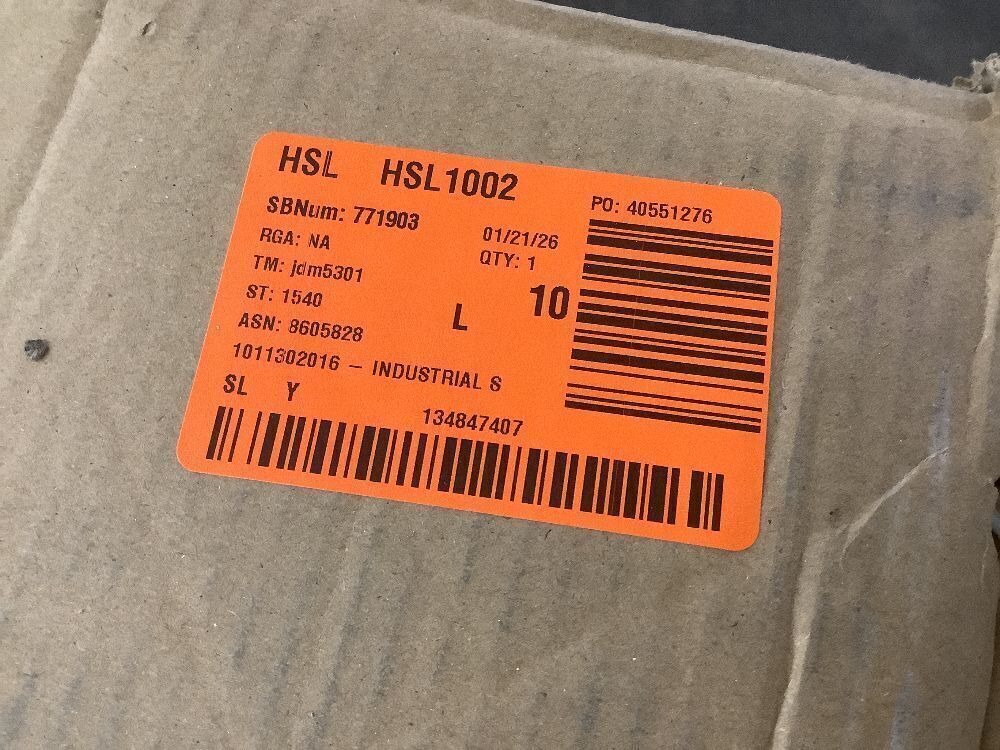 HSL HSL1002
SBNum: 771903
PO: 40551276
RGA: NA
01/21/26
TM: jdm5301
QTY: 1
ST: 1540
L 10
ASN: 8605828
1011302016 – INDUSTRIAL S
SL Y
134847407